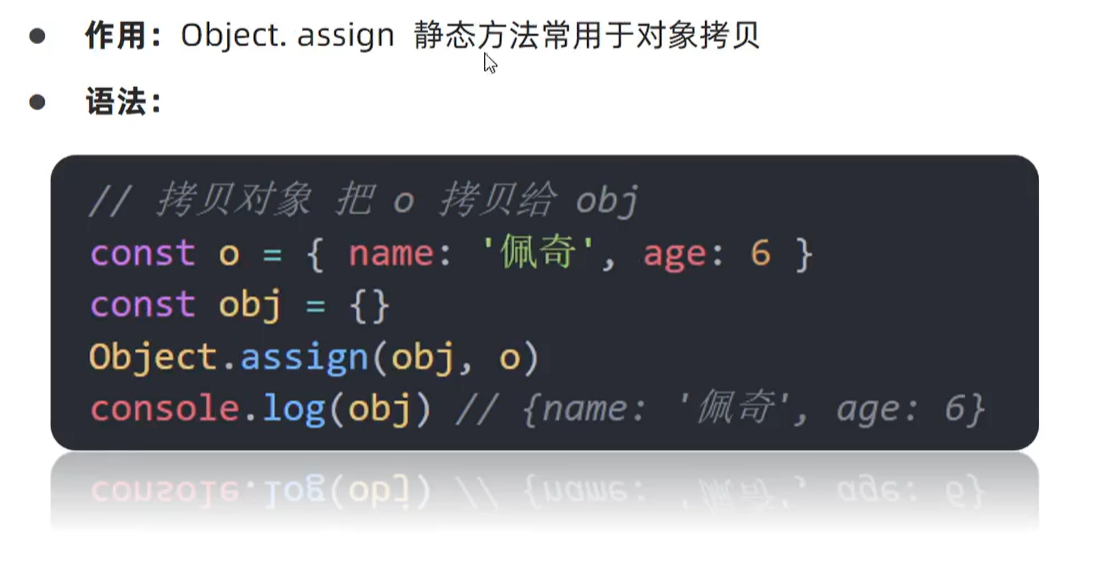 作用：Object. assign 静态方法常用于对象拷贝
语法：
// 拷贝对象 把 o 拷贝给 obj
const o = { name: '佩奇', age: 6 }
const obj = {}
Object.assign(obj, o)
console.log(obj) // {name: '佩奇', age: 6}